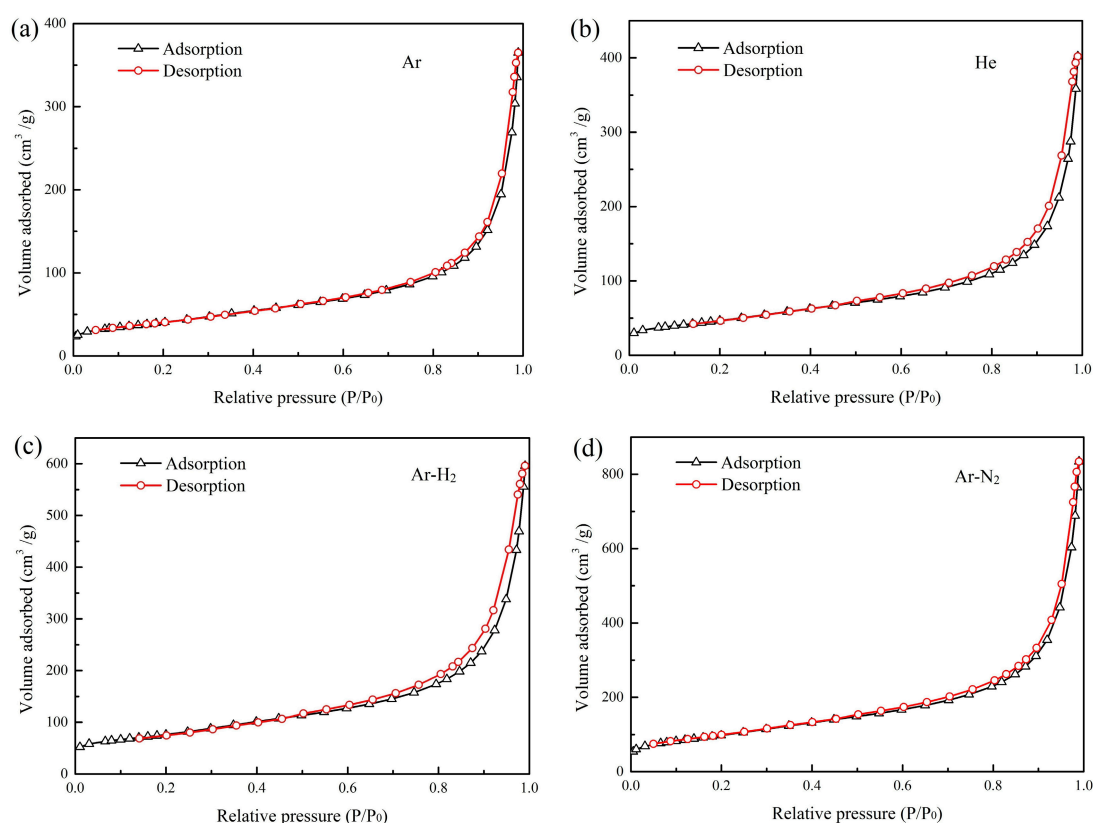 (a)
Adsorption
Desorption
Ar
400
300
200
100
0
Volume adsorbed (cm³ /g)
0.0 0.2 0.4 0.6 0.8 1.0
Relative pressure (P/P₀)
(b)
Adsorption
Desorption
He
400
300
200
100
0
Volume adsorbed (cm³ /g)
0.0 0.2 0.4 0.6 0.8 1.0
Relative pressure (P/P₀)
(c)
Adsorption
Desorption
Ar-H₂
600
500
400
300
200
100
0
Volume adsorbed (cm³ /g)
0.0 0.2 0.4 0.6 0.8 1.0
Relative pressure (P/P₀)
(d)
Adsorption
Desorption
Ar-N₂
800
600
400
200
0
Volume adsorbed (cm³ /g)
0.0 0.2 0.4 0.6 0.8 1.0
Relative pressure (P/P₀)